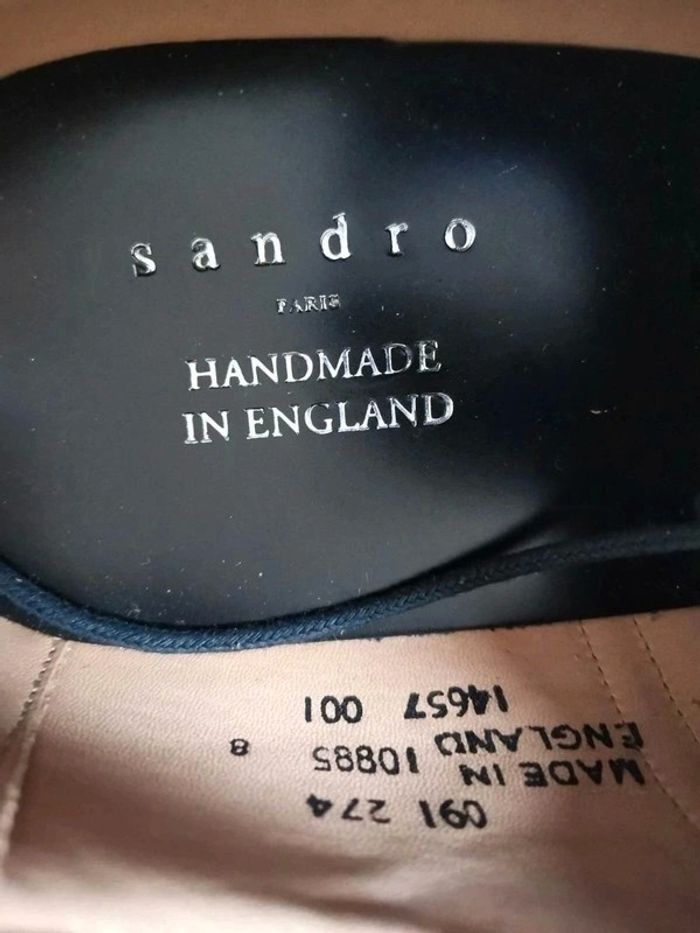 sandro
PARIS
HANDMADE
IN ENGLAND
091 274
MADE IN 10885
ENGLAND 8
14657 001